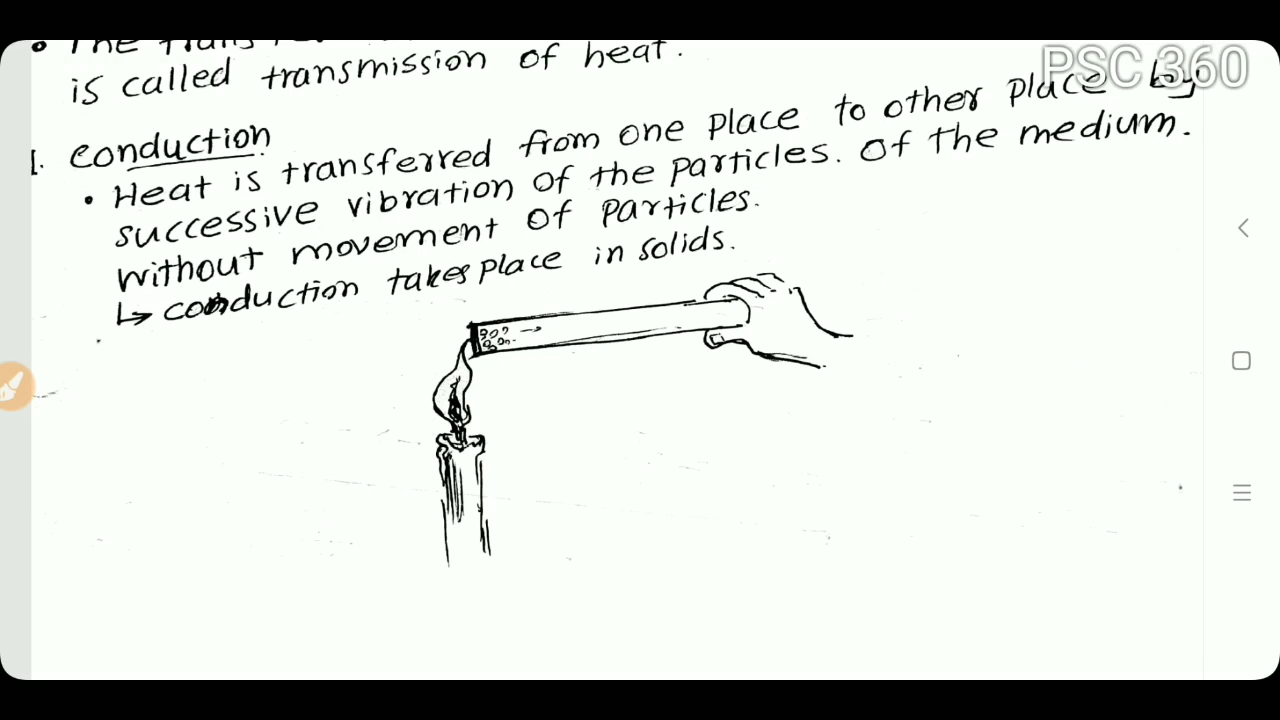 • The
is called transmission of heat.
PSC 360
1. conduction
• Heat is transferred from one place to other place by
successive vibration of the particles. Of the medium.
without movement of particles.
↳ conduction takes place in solids.